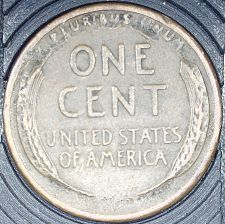 E PLURIBUS UNUM
ONE
CENT
UNITED STATES
OF AMERICA